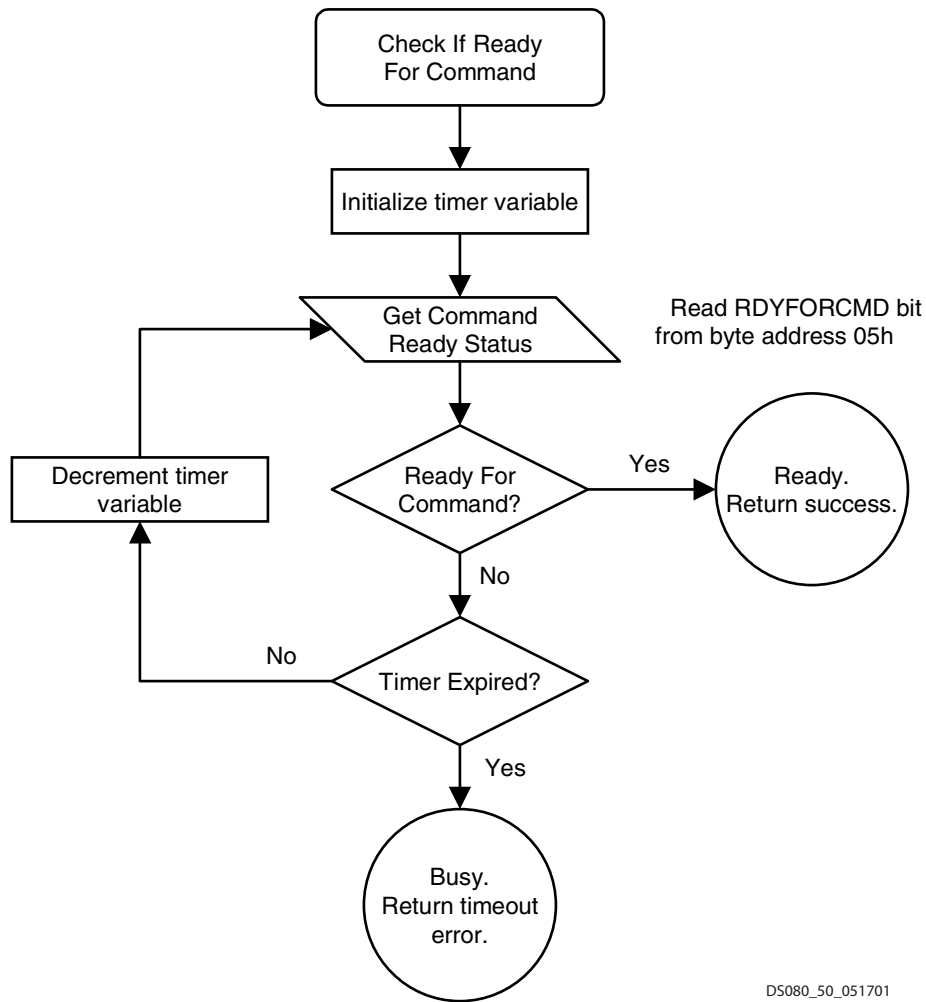 Check If Ready
For Command
Initialize timer variable
Get Command
Ready Status
Read RDYFORCMD bit
from byte address 05h
Decrement timer
variable
Ready For
Command?
Yes
Ready.
Return success.
No
No
Timer Expired?
Yes
Busy.
Return timeout
error.
DS080_50_051701